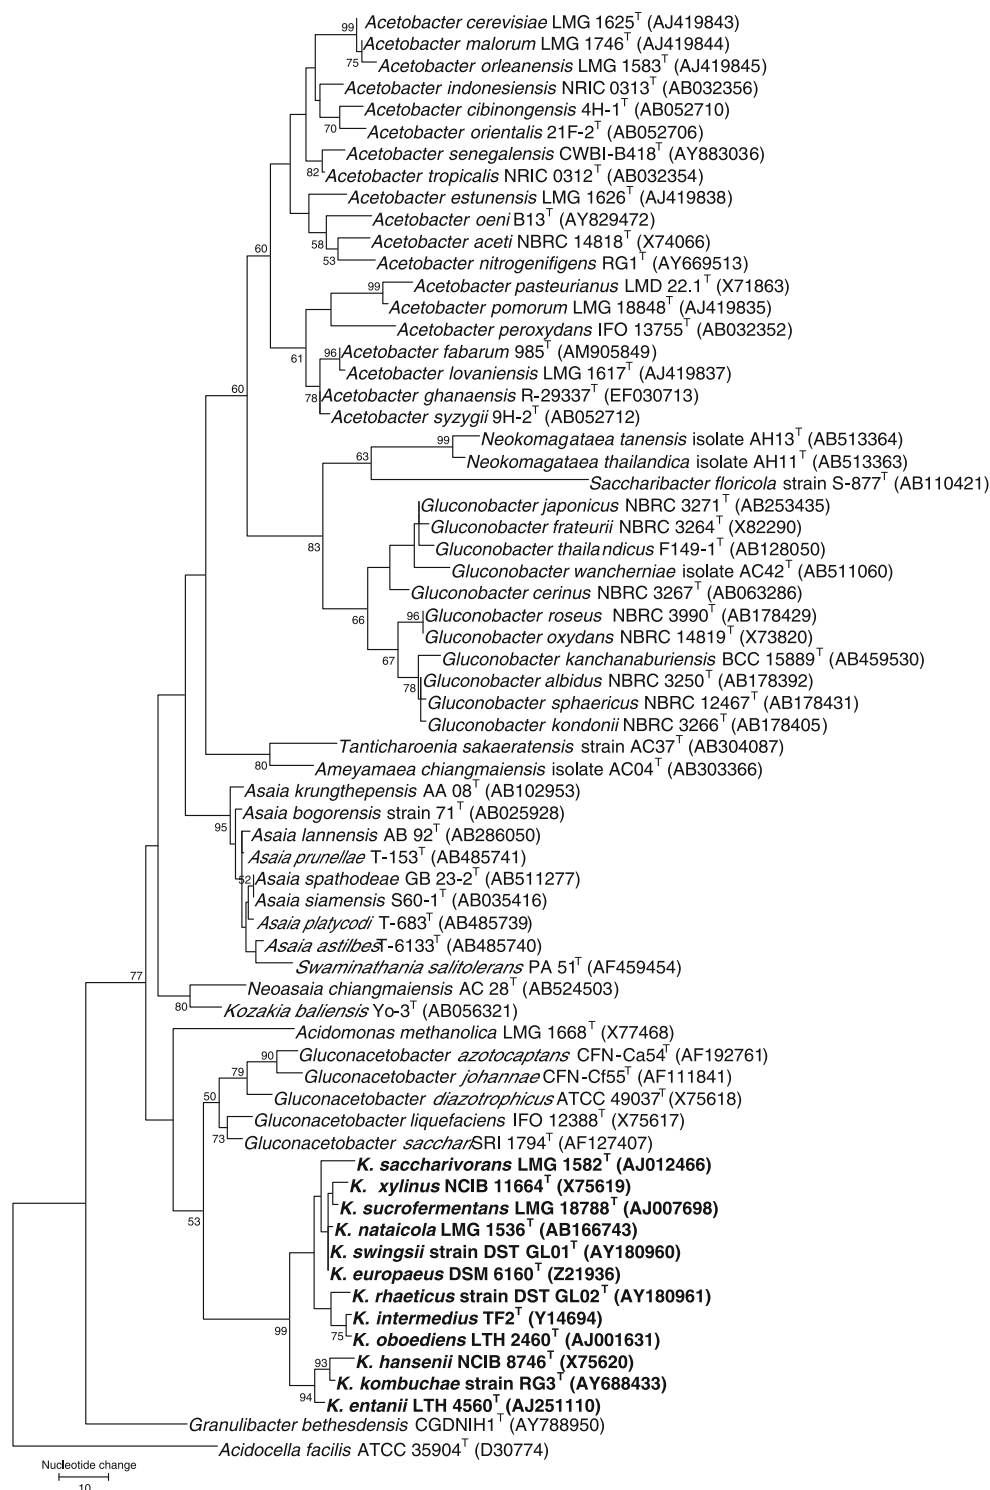 99 Acetobacter cerevisiae LMG 1625T (AJ419843)
Acetobacter malorum LMG 1746T (AJ419844)
75 Acetobacter orleanensis LMG 1583T (AJ419845)
Acetobacter indonesiensis NRIC 0313T (AB032356)
Acetobacter cibinongensis 4H-1T (AB052710)
70 Acetobacter orientalis 21F-2T (AB052706)
Acetobacter senegalensis CWBI-B418T (AY883036)
82 Acetobacter tropicalis NRIC 0312T (AB032354)
Acetobacter estunensis LMG 1626T (AJ419838)
Acetobacter oeni B13T (AY829472)
60 58 Acetobacter aceti NBRC 14818T (X74066)
53 Acetobacter nitrogenifigens RG1T (AY669513)
99 Acetobacter pasteurianus LMD 22.1T (X71863)
Acetobacter pomorum LMG 18848T (AJ419835)
Acetobacter peroxydans IFO 13755T (AB032352)
61 96 Acetobacter fabarum 985T (AM905849)
Acetobacter lovaniensis LMG 1617T (AJ419837)
60 78 Acetobacter ghanaensis R-29337T (EF030713)
Acetobacter syzygii 9H-2T (AB052712)
99 Neokomagataea tanensis isolate AH13T (AB513364)
63 Neokomagataea thailandica isolate AH11T (AB513363)
Saccharibacter floricola strain S-877T (AB110421)
Gluconobacter japonicus NBRC 3271T (AB253435)
Gluconobacter frateurii NBRC 3264T (X82290)
83 Gluconobacter thailandicus F149-1T (AB128050)
Gluconobacter wancherniae isolate AC42T (AB511060)
Gluconobacter cerinus NBRC 3267T (AB063286)
66 96 Gluconobacter roseus NBRC 3990T (AB178429)
Gluconobacter oxydans NBRC 14819T (X73820)
67 Gluconobacter kanchanaburiensis BCC 15889T (AB459530)
78 Gluconobacter albidus NBRC 3250T (AB178392)
Gluconobacter sphaericus NBRC 12467T (AB178431)
Gluconobacter kondonii NBRC 3266T (AB178405)
Tanticharoenia sakaeratensis strain AC37T (AB304087)
80 Ameyamaea chiangmaiensis isolate AC04T (AB303366)
Asaia krungthepensis AA 08T (AB102953)
95 Asaia bogorensis strain 71T (AB025928)
Asaia lannensis AB 92T (AB286050)
Asaia prunellae T-153T (AB485741)
52 Asaia spathodeae GB 23-2T (AB511277)
Asaia siamensis S60-1T (AB035416)
Asaia platycodi T-683T (AB485739)
Asaia astilbesT-6133T (AB485740)
Swaminathania salitolerans PA 51T (AF459454)
77 Neoasaia chiangmaiensis AC 28T (AB524503)
80 Kozakia baliensis Yo-3T (AB056321)
Acidomonas methanolica LMG 1668T (X77468)
90 Gluconacetobacter azotocaptans CFN-Ca54T (AF192761)
79 Gluconacetobacter johannae CFN-Cf55T (AF111841)
50 Gluconacetobacter diazotrophicus ATCC 49037T (X75618)
Gluconacetobacter liquefaciens IFO 12388T (X75617)
73 Gluconacetobacter sacchariSRI 1794T (AF127407)
K. saccharivorans LMG 1582T (AJ012466)
K. xylinus NCIB 11664T (X75619)
53 K. sucrofermentans LMG 18788T (AJ007698)
K. nataicola LMG 1536T (AB166743)
K. swingsii strain DST GL01T (AY180960)
K. europaeus DSM 6160T (Z21936)
K. rhaeticus strain DST GL02T (AY180961)
99 K. intermedius TF2T (Y14694)
75 K. oboediens LTH 2460T (AJ001631)
93 K. hansenii NCIB 8746T (X75620)
K. kombuchae strain RG3T (AY688433)
94 K. entanii LTH 4560T (AJ251110)
Granulibacter bethesdensis CGDNIH1T (AY788950)
Acidocella facilis ATCC 35904T (D30774)
Nucleotide change
10